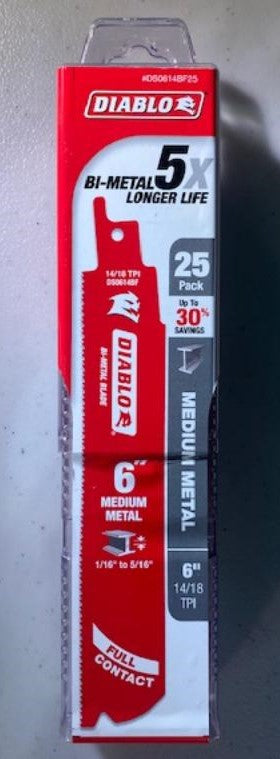 #DS0614BF25
DIABLO
BI-METAL 5X
LONGER LIFE
14/18 TPI
DS0614BF
25
Pack
Up To
30%
SAVINGS
DIABLO
BI-METAL BLADE
MEDIUM METAL
6"
MEDIUM
METAL
1/16" to 5/16"
6"
14/18
TPI
FULL
CONTACT